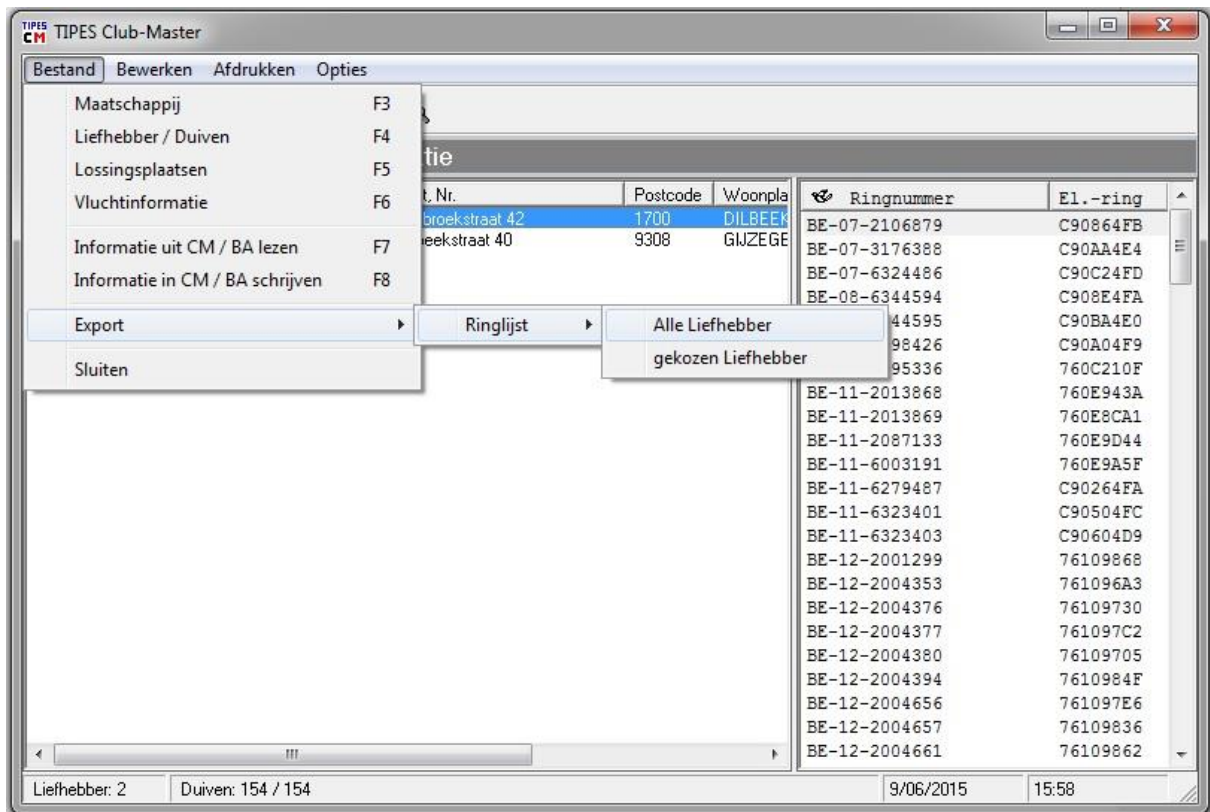 TIPES CM TIPES Club-Master
Bestand Bewerken Afdrukken Opties
Maatschappij F3
Liefhebber / Duiven F4
Lossingsplaatsen F5
Vluchtinformatie F6
Informatie uit CM / BA lezen F7
Informatie in CM / BA schrijven F8
Export
Sluiten
Ringlijst
Alle Liefhebber
gekozen Liefhebber
tie
t, Nr. Postcode Woonpla
broekstraat 42 1700 DILBEEK
eekstraat 40 9308 GIJZEGE
Ringnummer El.-ring
BE-07-2106879 C90864FB
BE-07-3176388 C90AA4E4
BE-07-6324486 C90C24FD
BE-08-6344594 C908E4FA
44595 C90BA4E0
98426 C90A04F9
95336 760C210F
BE-11-2013868 760E943A
BE-11-2013869 760E8CA1
BE-11-2087133 760E9D44
BE-11-6003191 760E9A5F
BE-11-6279487 C90264FA
BE-11-6323401 C90504FC
BE-11-6323403 C90604D9
BE-12-2001299 76109868
BE-12-2004353 761096A3
BE-12-2004376 76109730
BE-12-2004377 761097C2
BE-12-2004380 76109705
BE-12-2004394 7610984F
BE-12-2004656 761097E6
BE-12-2004657 76109836
BE-12-2004661 76109862
Liefhebber: 2 Duiven: 154 / 154 9/06/2015 15:58